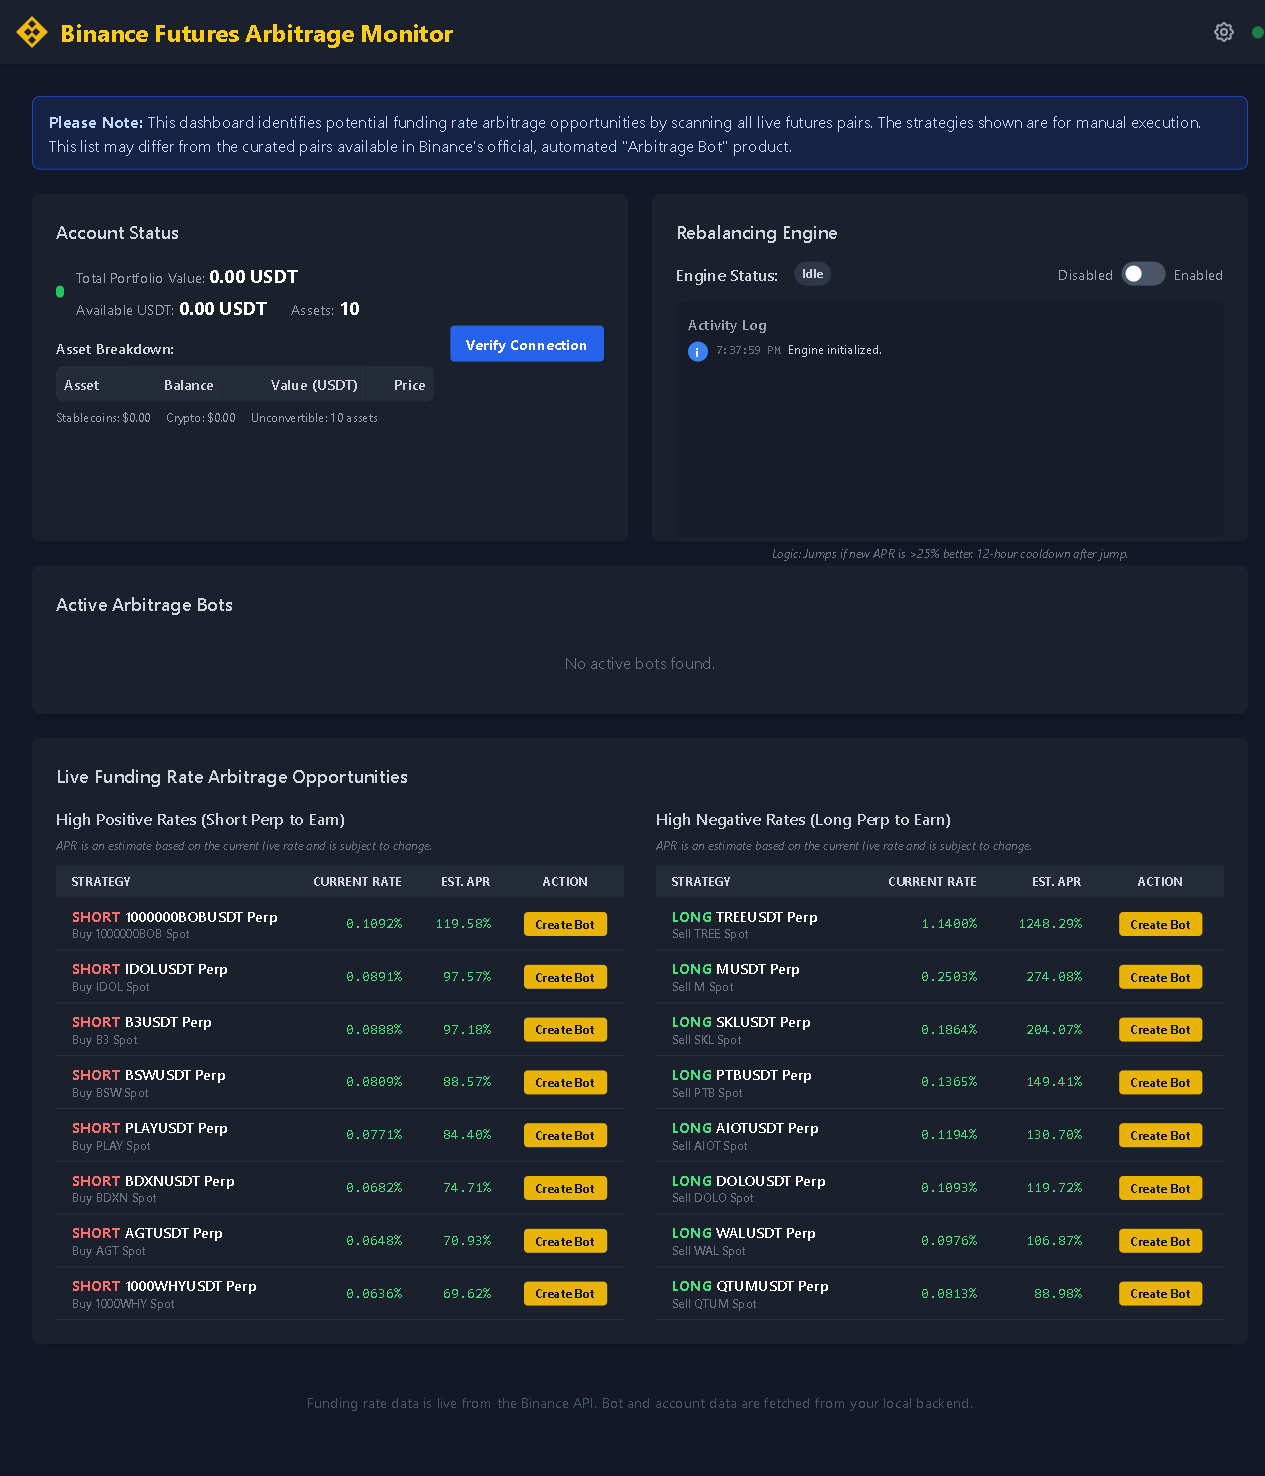 Binance Futures Arbitrage Monitor
Please Note: This dashboard identifies potential funding rate arbitrage opportunities by scanning all live futures pairs. The strategies shown are for manual execution.
This list may differ from the curated pairs available in Binance's official, automated "Arbitrage Bot" product.
Account Status
Total Portfolio Value: 0.00 USDT
Available USDT: 0.00 USDT Assets: 10
Asset Breakdown:
Verify Connection
Asset Balance Value (USDT) Price
Stablecoins: $0.00 Crypto: $0.00 Unconvertible: 10 assets
Rebalancing Engine
Engine Status: Idle Disabled Enabled
Activity Log
7:37:59 PM Engine initialized.
Logic: Jumps if new APR is >25% better. 12-hour cooldown after jump.
Active Arbitrage Bots
No active bots found.
Live Funding Rate Arbitrage Opportunities
High Positive Rates (Short Perp to Earn)
APR is an estimate based on the current live rate and is subject to change.
STRATEGY CURRENT RATE EST. APR ACTION
SHORT 1000000BOBUSDT Perp 0.1092% 119.58% Create Bot
Buy 1000000BOB Spot
SHORT IDOLUSDT Perp 0.0891% 97.57% Create Bot
Buy IDOL Spot
SHORT B3USDT Perp 0.0888% 97.18% Create Bot
Buy B3 Spot
SHORT BSWUSDT Perp 0.0809% 88.57% Create Bot
Buy BSW Spot
SHORT PLAYUSDT Perp 0.0771% 84.40% Create Bot
Buy PLAY Spot
SHORT BDXNUSDT Perp 0.0682% 74.71% Create Bot
Buy BDXN Spot
SHORT AGTUSDT Perp 0.0648% 70.93% Create Bot
Buy AGT Spot
SHORT 1000WHYUSDT Perp 0.0636% 69.62% Create Bot
Buy 1000WHY Spot
High Negative Rates (Long Perp to Earn)
APR is an estimate based on the current live rate and is subject to change.
STRATEGY CURRENT RATE EST. APR ACTION
LONG TREEUSDT Perp 1.1400% 1248.29% Create Bot
Sell TREE Spot
LONG MUSDT Perp 0.2503% 274.08% Create Bot
Sell M Spot
LONG SKLUSDT Perp 0.1864% 204.07% Create Bot
Sell SKL Spot
LONG PTBUSDT Perp 0.1365% 149.41% Create Bot
Sell PTB Spot
LONG AIOTUSDT Perp 0.1194% 130.70% Create Bot
Sell AIOT Spot
LONG DOLOUSDT Perp 0.1093% 119.72% Create Bot
Sell DOLO Spot
LONG WALUSDT Perp 0.0976% 106.87% Create Bot
Sell WAL Spot
LONG QTUMUSDT Perp 0.0813% 88.98% Create Bot
Sell QTUM Spot
Funding rate data is live from the Binance API. Bot and account data are fetched from your local backend.